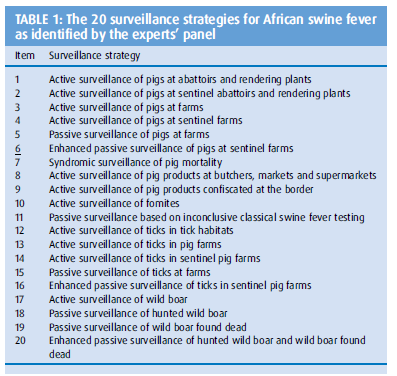 TABLE 1: The 20 surveillance strategies for African swine fever
as identified by the experts' panel
Item Surveillance strategy
1 Active surveillance of pigs at abattoirs and rendering plants
2 Active surveillance of pigs at sentinel abattoirs and rendering plants
3 Active surveillance of pigs at farms
4 Active surveillance of pigs at sentinel farms
5 Passive surveillance of pigs at farms
6 Enhanced passive surveillance of pigs at sentinel farms
7 Syndromic surveillance of pig mortality
8 Active surveillance of pig products at butchers, markets and supermarkets
9 Active surveillance of pig products confiscated at the border
10 Active surveillance of fomites
11 Passive surveillance based on inconclusive classical swine fever testing
12 Active surveillance of ticks in tick habitats
13 Active surveillance of ticks in pig farms
14 Active surveillance of ticks in sentinel pig farms
15 Passive surveillance of ticks at farms
16 Enhanced passive surveillance of ticks in sentinel pig farms
17 Active surveillance of wild boar
18 Passive surveillance of hunted wild boar
19 Passive surveillance of wild boar found dead
20 Enhanced passive surveillance of hunted wild boar and wild boar found
dead